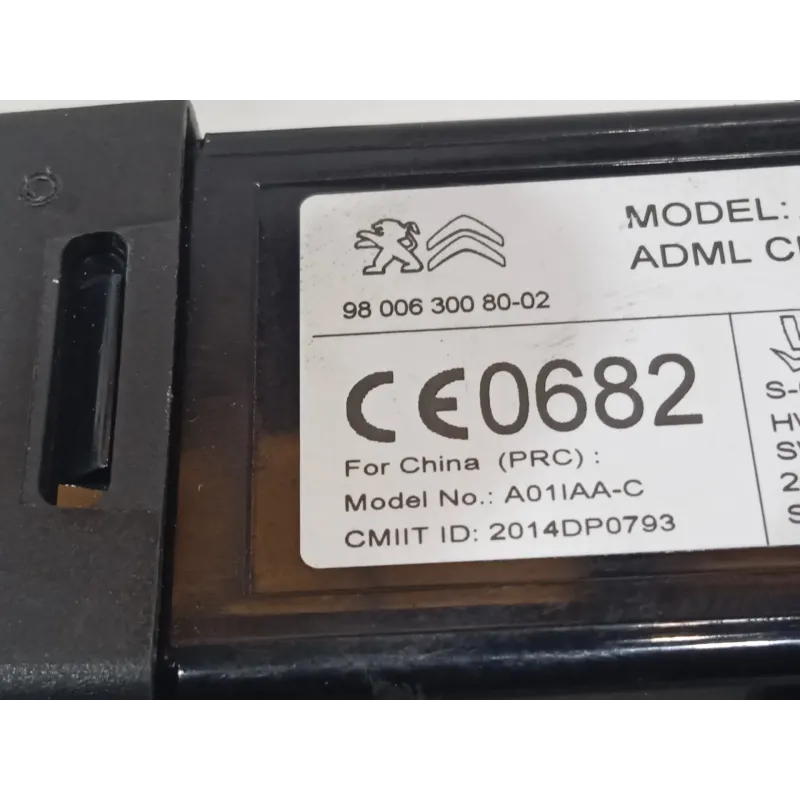 MODEL:
ADML
98 006 300 80-02
CE0682
For China (PRC) :
Model No.: A01IAA-C
CMIIT ID: 2014DP0793